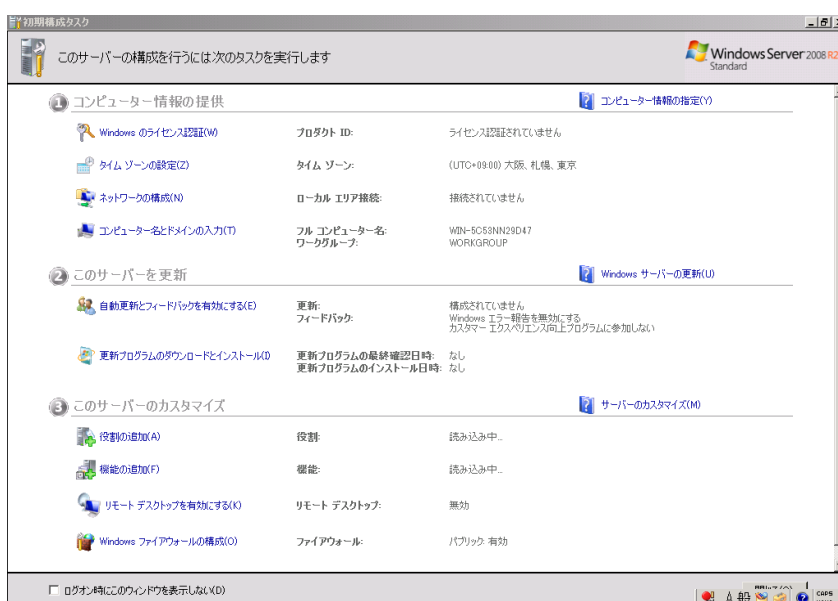 初期構成タスク
このサーバーの構成を行うには次のタスクを実行します
Windows Server 2008 R2
Standard
1 コンピューター情報の提供 コンピューター情報の指定(Y)
Windows のライセンス認証(W) プロダクト ID: ライセンス認証されていません
タイム ゾーンの設定(Z) タイム ゾーン: (UTC+09:00) 大阪、札幌、東京
ネットワークの構成(N) ローカル エリア接続: 接続されていません
コンピューター名とドメインの入力(T) フル コンピューター名: WIN-5C53NN29D47
ワークグループ: WORKGROUP
2 このサーバーを更新 Windows サーバーの更新(U)
自動更新とフィードバックを有効にする(E) 更新: 構成されていません
フィードバック: Windows エラー報告を無効にする
カスタマー エクスペリエンス向上プログラムに参加しない
更新プログラムのダウンロードとインストール(I 更新プログラムの最終確認日時: なし
更新プログラムのインストール日時: なし
3 このサーバーのカスタマイズ サーバーのカスタマイズ(M)
役割の追加(A) 役割: 読み込み中...
機能の追加(F) 機能: 読み込み中...
リモート デスクトップを有効にする(K) リモート デスクトップ: 無効
Windows ファイアウォールの構成(O) ファイアウォール: パブリック: 有効
ログオン時にこのウィンドウを表示しない(D)
A 般 CAPS